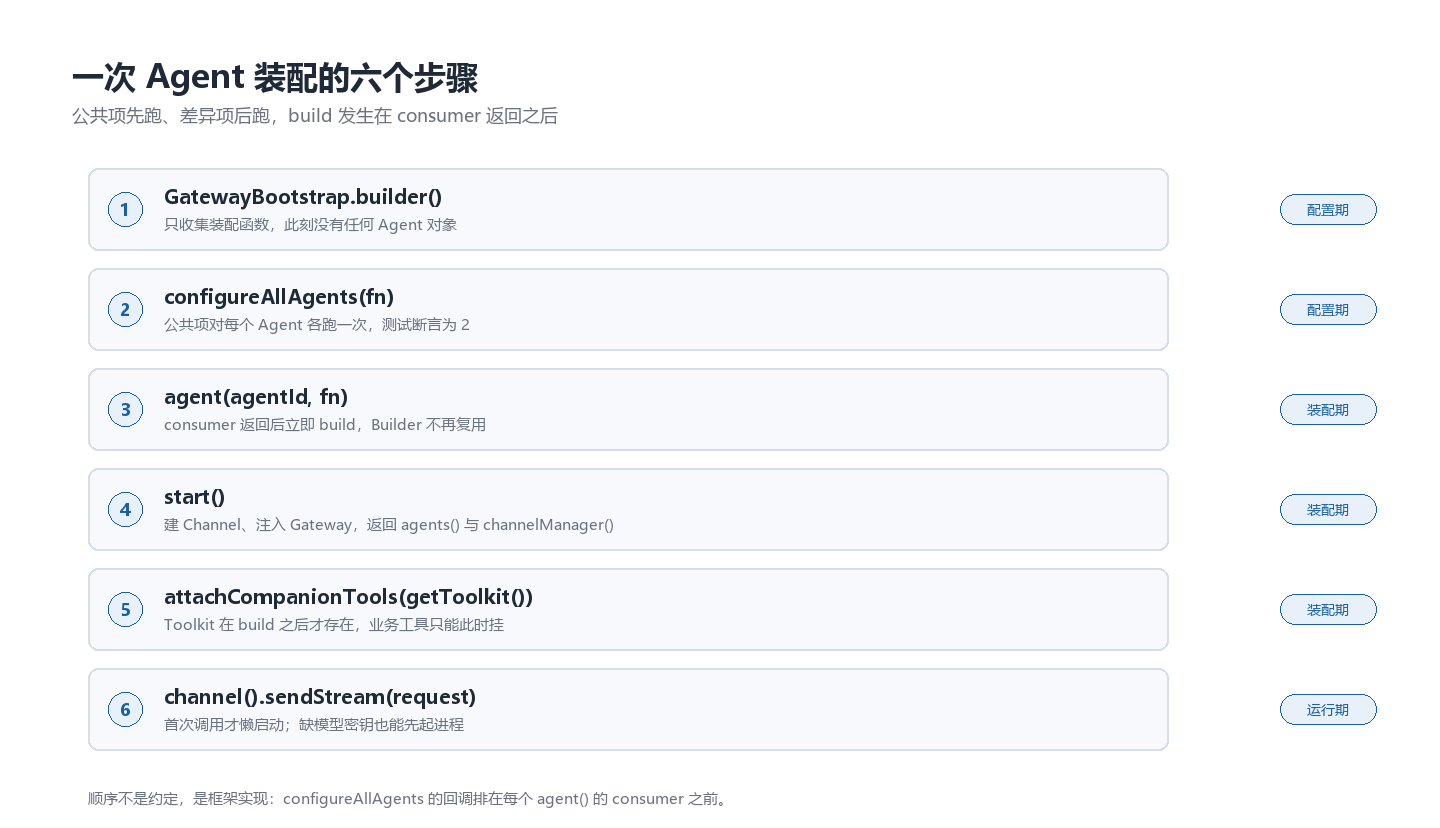 一次 Agent 装配的六个步骤
公共项先跑、差异项后跑，build 发生在 consumer 返回之后
1
GatewayBootstrap.builder()
只收集装配函数，此刻没有任何 Agent 对象
配置期
2
configureAllAgents(fn)
公共项对每个 Agent 各跑一次，测试断言为 2
配置期
3
agent(agentId, fn)
consumer 返回后立即 build，Builder 不再复用
装配期
4
start()
建 Channel、注入 Gateway，返回 agents() 与 channelManager()
装配期
5
attachCompanionTools(getToolkit())
Toolkit 在 build 之后才存在，业务工具只能此时挂
装配期
6
channel().sendStream(request)
首次调用才懒启动；缺模型密钥也能先起进程
运行期
顺序不是约定，是框架实现：configureAllAgents 的回调排在每个 agent() 的 consumer 之前。